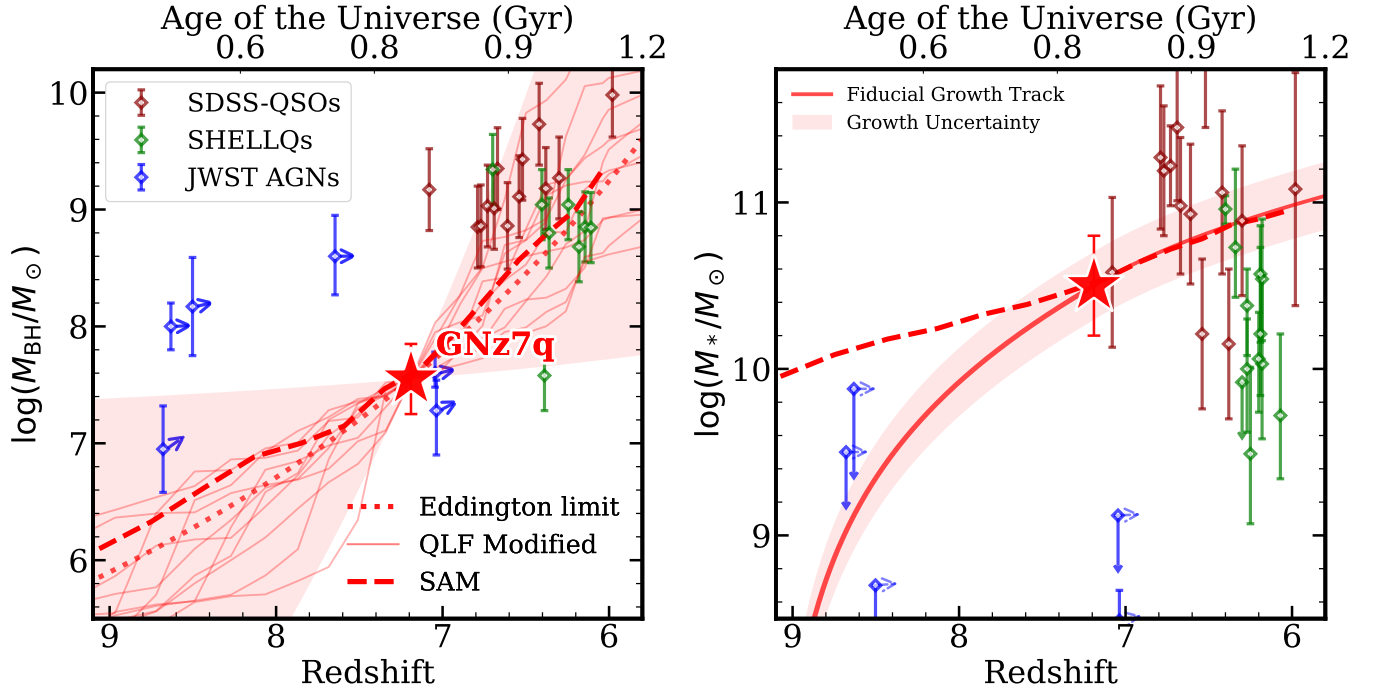 Age of the Universe (Gyr)
0.6 0.8 0.9 1.2
log(M_BH/M_⊙)
10
9
8
7
6
SDSS-QSOs
SHELLQs
JWST AGNs
GNz7q
Eddington limit
QLF Modified
SAM
9 8 7 6
Redshift
Age of the Universe (Gyr)
0.6 0.8 0.9 1.2
log(M_*/M_⊙)
11
10
9
Fiducial Growth Track
Growth Uncertainty
9 8 7 6
Redshift